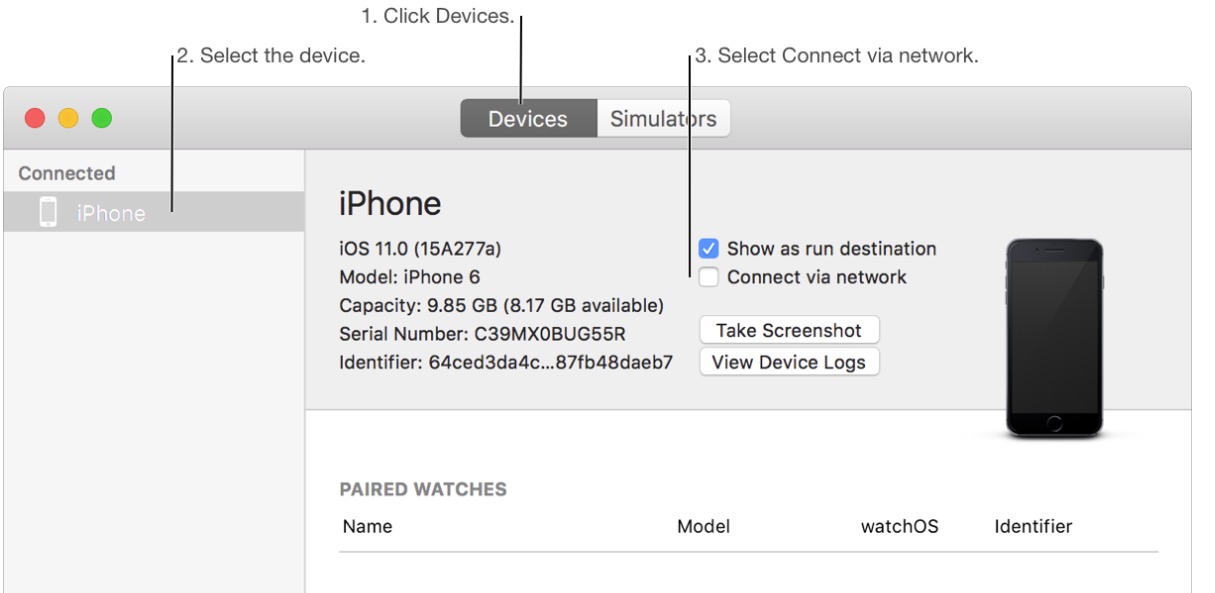 1. Click Devices.
2. Select the device.
3. Select Connect via network.
Devices
Simulators
Connected
iPhone
iPhone
iOS 11.0 (15A277a)
Model: iPhone 6
Capacity: 9.85 GB (8.17 GB available)
Serial Number: C39MX0BUG55R
Identifier: 64ced3da4c...87fb48daeb7
Show as run destination
Connect via network
Take Screenshot
View Device Logs
PAIRED WATCHES
Name Model watchOS Identifier